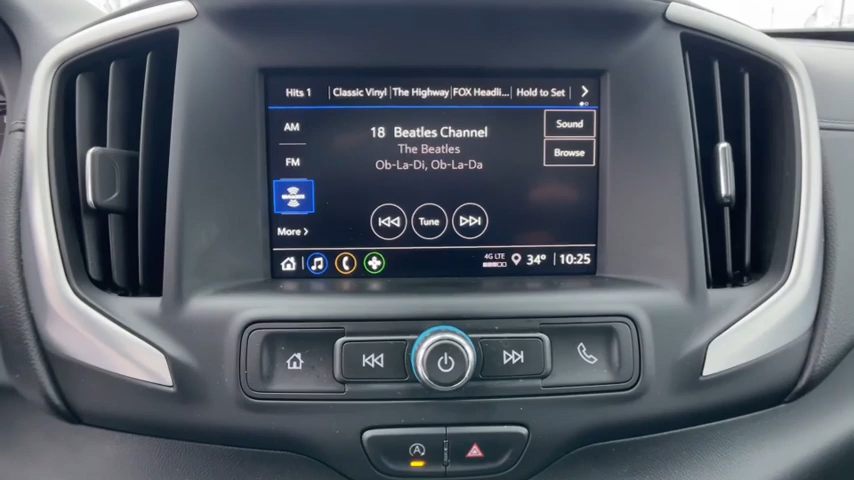 Hits 1 | Classic Vinyl | The Highway | FOX Headli... | Hold to Set
AM
18 Beatles Channel
Sound
The Beatles
Browse
FM
Ob-La-Di, Ob-La-Da
Tune
More
4G LTE 34° 10:25
A